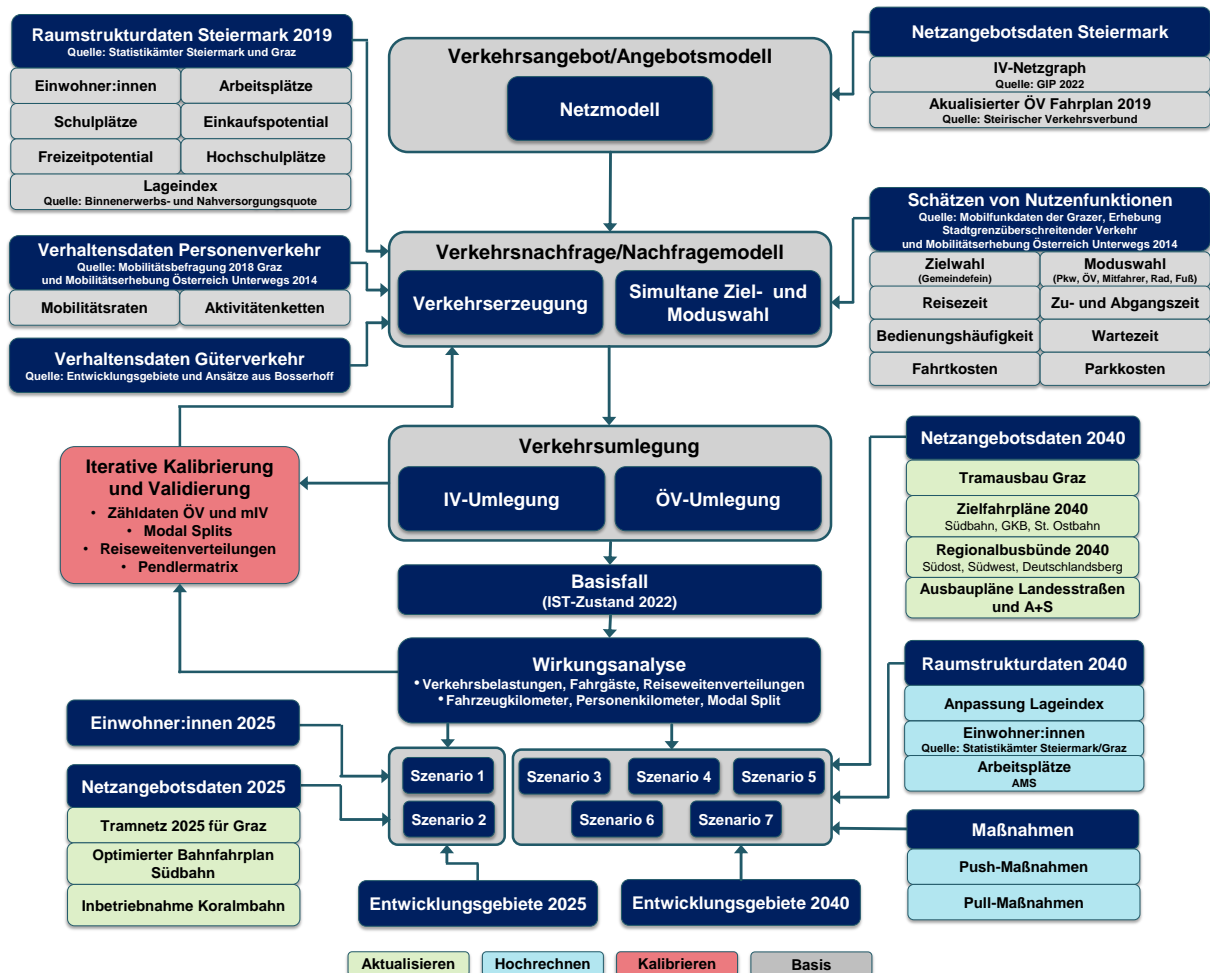 Raumstrukturdaten Steiermark 2019
Quelle: Statistikämter Steiermark und Graz
Einwohner:innen
Arbeitsplätze
Schulplätze
Einkaufspotential
Freizeitpotential
Hochschulplätze
Lageindex
Quelle: Binnenerwerbs- und Nahversorgungsquote
Verkehrsangebot/Angebotsmodell
Netzmodell
Netzangebotsdaten Steiermark
IV-Netzgraph
Quelle: GIP 2022
Akualisierter ÖV Fahrplan 2019
Quelle: Steirischer Verkehrsverbund
Verhaltensdaten Personenverkehr
Quelle: Mobilitätsbefragung 2018 Graz
und Mobilitätserhebung Österreich Unterwegs 2014
Mobilitätsraten
Aktivitätenketten
Verhaltensdaten Güterverkehr
Quelle: Entwicklungsgebiete und Ansätze aus Bosserhoff
Verkehrsnachfrage/Nachfragemodell
Verkehrserzeugung
Simultane Ziel- und
Moduswahl
Schätzen von Nutzenfunktionen
Quelle: Mobilfunkdaten der Grazer, Erhebung
Stadtgrenzüberschreitender Verkehr
und Mobilitätserhebung Österreich Unterwegs 2014
Zielwahl
(Gemeindefein)
Moduswahl
(Pkw, ÖV, Mitfahrer, Rad, Fuß)
Reisezeit
Zu- und Abgangszeit
Bedienungshäufigkeit
Wartezeit
Fahrtkosten
Parkkosten
Iterative Kalibrierung
und Validierung
• Zähldaten ÖV und mIV
• Modal Splits
• Reiseweitenverteilungen
• Pendlermatrix
Verkehrsumlegung
IV-Umlegung
ÖV-Umlegung
Basisfall
(IST-Zustand 2022)
Wirkungsanalyse
• Verkehrsbelastungen, Fahrgäste, Reiseweitenverteilungen
• Fahrzeugkilometer, Personenkilometer, Modal Split
Netzangebotsdaten 2040
Tramausbau Graz
Zielfahrpläne 2040
Südbahn, GKB, St. Ostbahn
Regionalbusbünde 2040
Südost, Südwest, Deutschlandsberg
Ausbaupläne Landesstraßen
und A+S
Raumstrukturdaten 2040
Anpassung Lageindex
Einwohner:innen
Quelle: Statistikämter Steiermark/Graz
Arbeitsplätze
AMS
Maßnahmen
Push-Maßnahmen
Pull-Maßnahmen
Einwohner:innen 2025
Netzangebotsdaten 2025
Tramnetz 2025 für Graz
Optimierter Bahnfahrplan
Südbahn
Inbetriebnahme Koralmbahn
Szenario 1
Szenario 2
Szenario 3
Szenario 4
Szenario 5
Szenario 6
Szenario 7
Entwicklungsgebiete 2025
Entwicklungsgebiete 2040
Aktualisieren
Hochrechnen
Kalibrieren
Basis